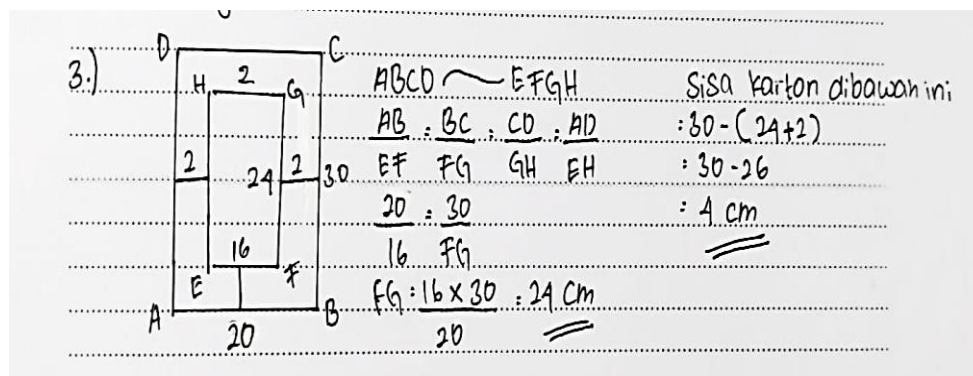 3.)
D C
H 2 G
2 24 2 30
16
E F
A B
20
ABCD ~ EFGH
AB : BC : CD : AD
EF FG GH EH
20 : 30
16 FG
FG : 16 x 30 : 24 cm
20
Sisa karton dibawah ini
: 30 - (24+2)
: 30 - 26
: 4 cm